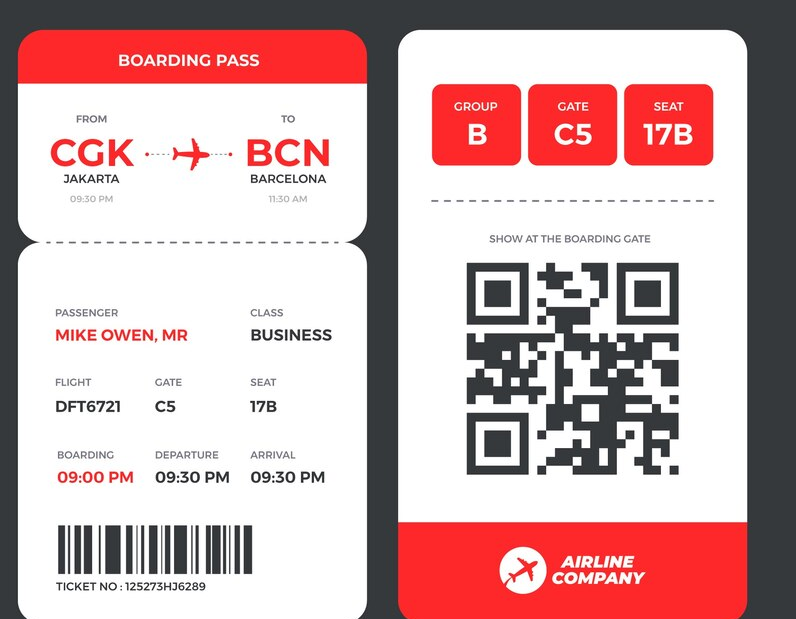 BOARDING PASS
FROM TO
CGK BCN
JAKARTA BARCELONA
09:30 PM 11:30 AM
PASSENGER CLASS
MIKE OWEN, MR BUSINESS
FLIGHT GATE SEAT
DFT6721 C5 17B
BOARDING DEPARTURE ARRIVAL
09:00 PM 09:30 PM 09:30 PM
TICKET NO : 125273HJ6289
GROUP GATE SEAT
B C5 17B
SHOW AT THE BOARDING GATE
AIRLINE
COMPANY